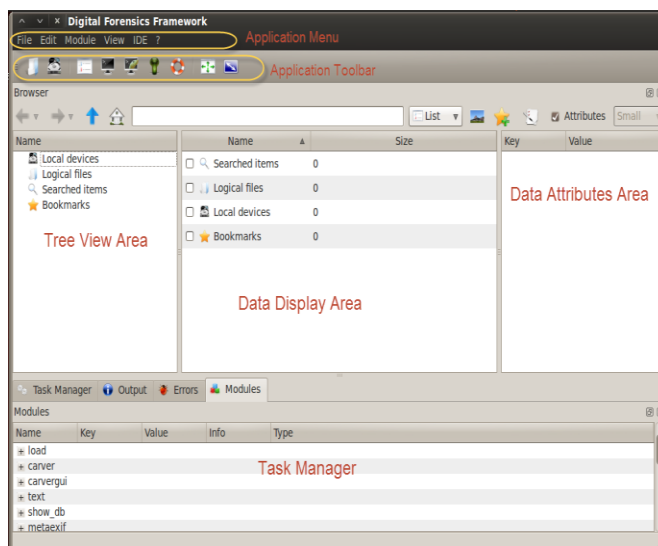 Digital Forensics Framework
File Edit Module View IDE ?
Application Menu
Application Toolbar
Browser
List
Attributes
Small
Name
Local devices
Logical files
Searched items
Bookmarks
Tree View Area
Name Size
Searched items 0
Logical files 0
Local devices 0
Bookmarks 0
Data Display Area
Key Value
Data Attributes Area
Task Manager Output Errors Modules
Modules
Name Key Value Info Type
load
carver
carvergui
text
show_db
metaexif
Task Manager